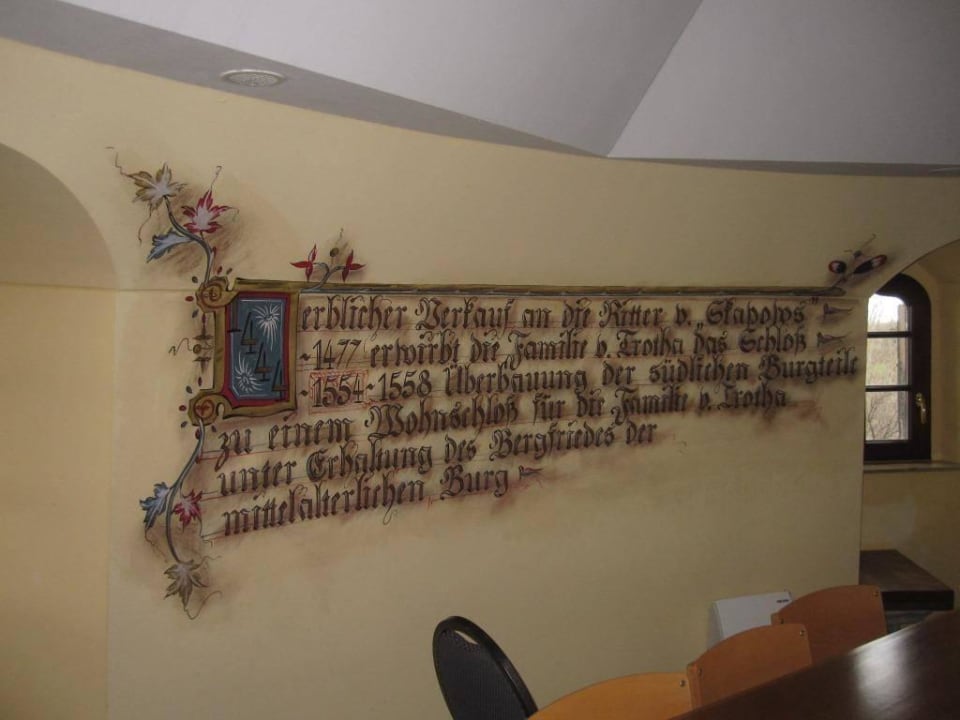 1444 erblicher Verkauf an die Ritter v. „Skapows"
-1477 erwirbt die Familie v. Trotha das Schloß
1554-1558 Überbauung der südlichen Burgteile
zu einem Wohnschloß für die Familie v. Trotha
unter Erhaltung des Bergfriedes der
mittelalterlichen Burg